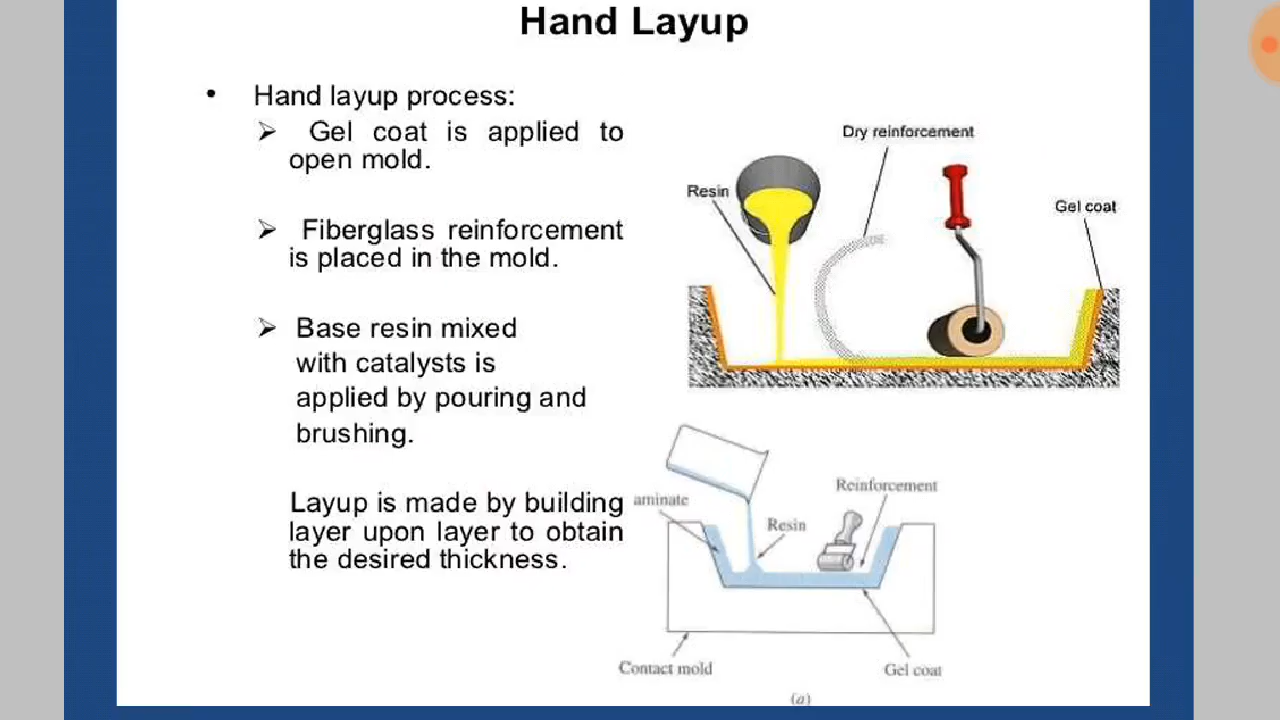 Hand Layup
• Hand layup process:
➢ Gel coat is applied to
open mold.
➢ Fiberglass reinforcement
is placed in the mold.
➢ Base resin mixed
with catalysts is
applied by pouring and
brushing.
Layup is made by building
layer upon layer to obtain
the desired thickness.
Dry reinforcement
Resin
Gel coat
aminate
Reinforcement
Resin
Contact mold
Gel coat
(a)